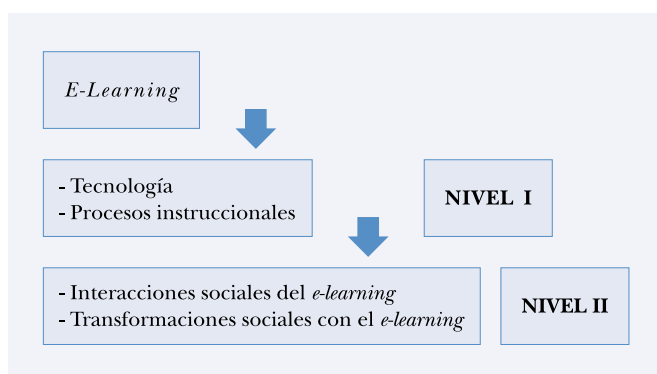 E-Learning
- Tecnología
- Procesos instruccionales
NIVEL I
- Interacciones sociales del e-learning
- Transformaciones sociales con el e-learning
NIVEL II